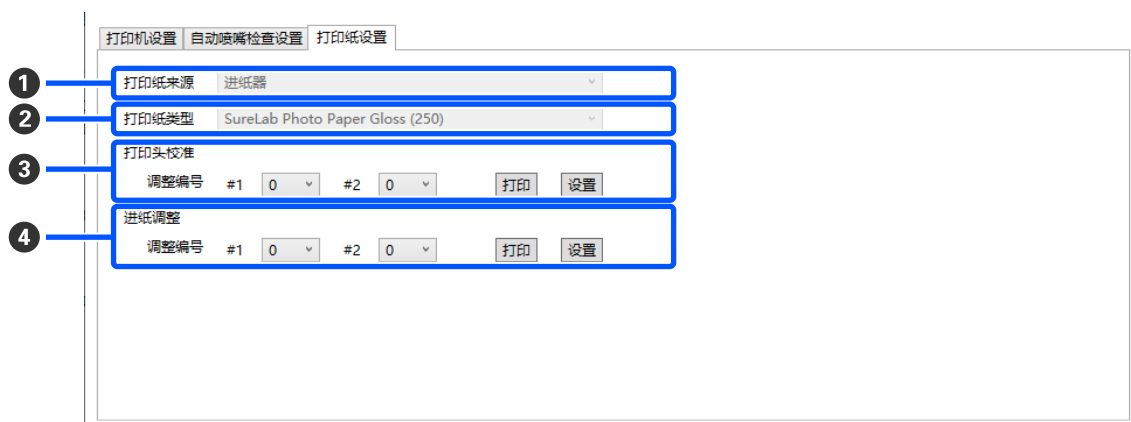 打印机设置 自动喷嘴检查设置 打印纸设置
1 打印纸来源 进纸器
2 打印纸类型 SureLab Photo Paper Gloss (250)
打印头校准
3 调整编号 #1 0 #2 0 打印 设置
进纸调整
4 调整编号 #1 0 #2 0 打印 设置